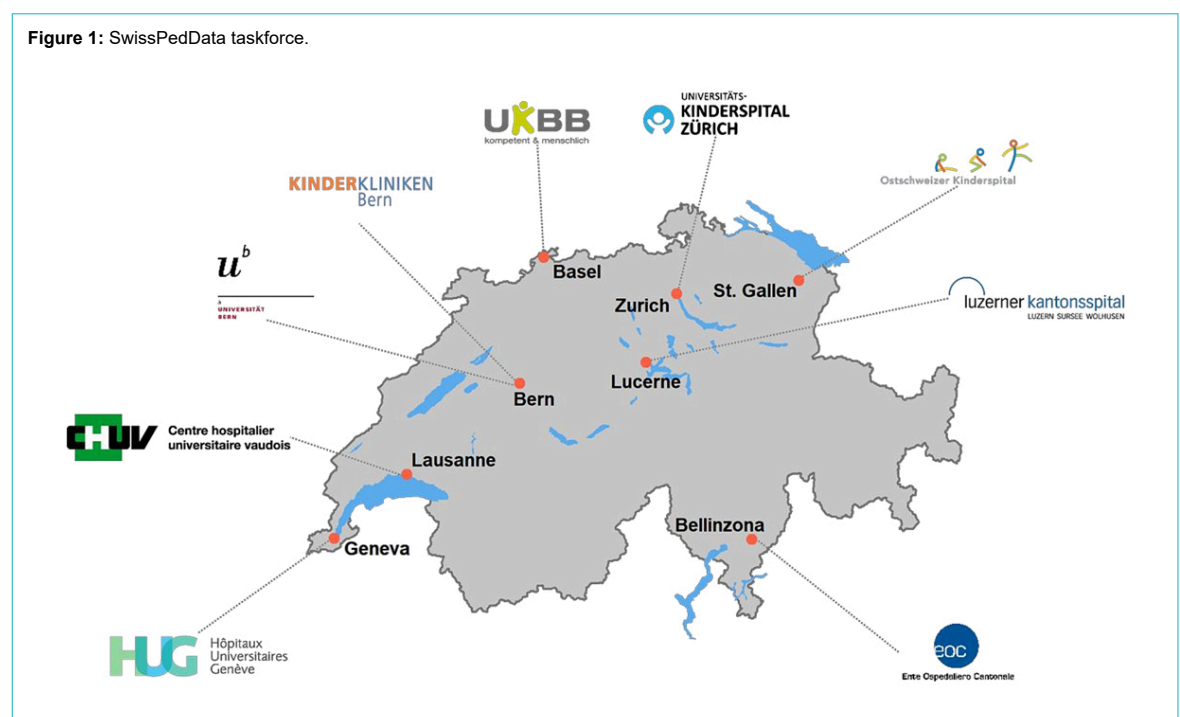 Figure 1: SwissPedData taskforce.
UKBB
kompetent & menschlich
UNIVERSITÄTS-
KINDERSPITAL
ZÜRICH
Ostschweizer Kinderspital
KINDERKLINIKEN
Bern
u^b
b
UNIVERSITÄT
BERN
Basel
Zurich
St. Gallen
luzerner kantonsspital
LUZERN SURSEE WOLHUSEN
Lucerne
Bern
CHUV
Centre hospitalier
universitaire vaudois
Lausanne
Bellinzona
Geneva
HUG
Hôpitaux
Universitaires
Genève
eoc
Ente Ospedaliero Cantonale